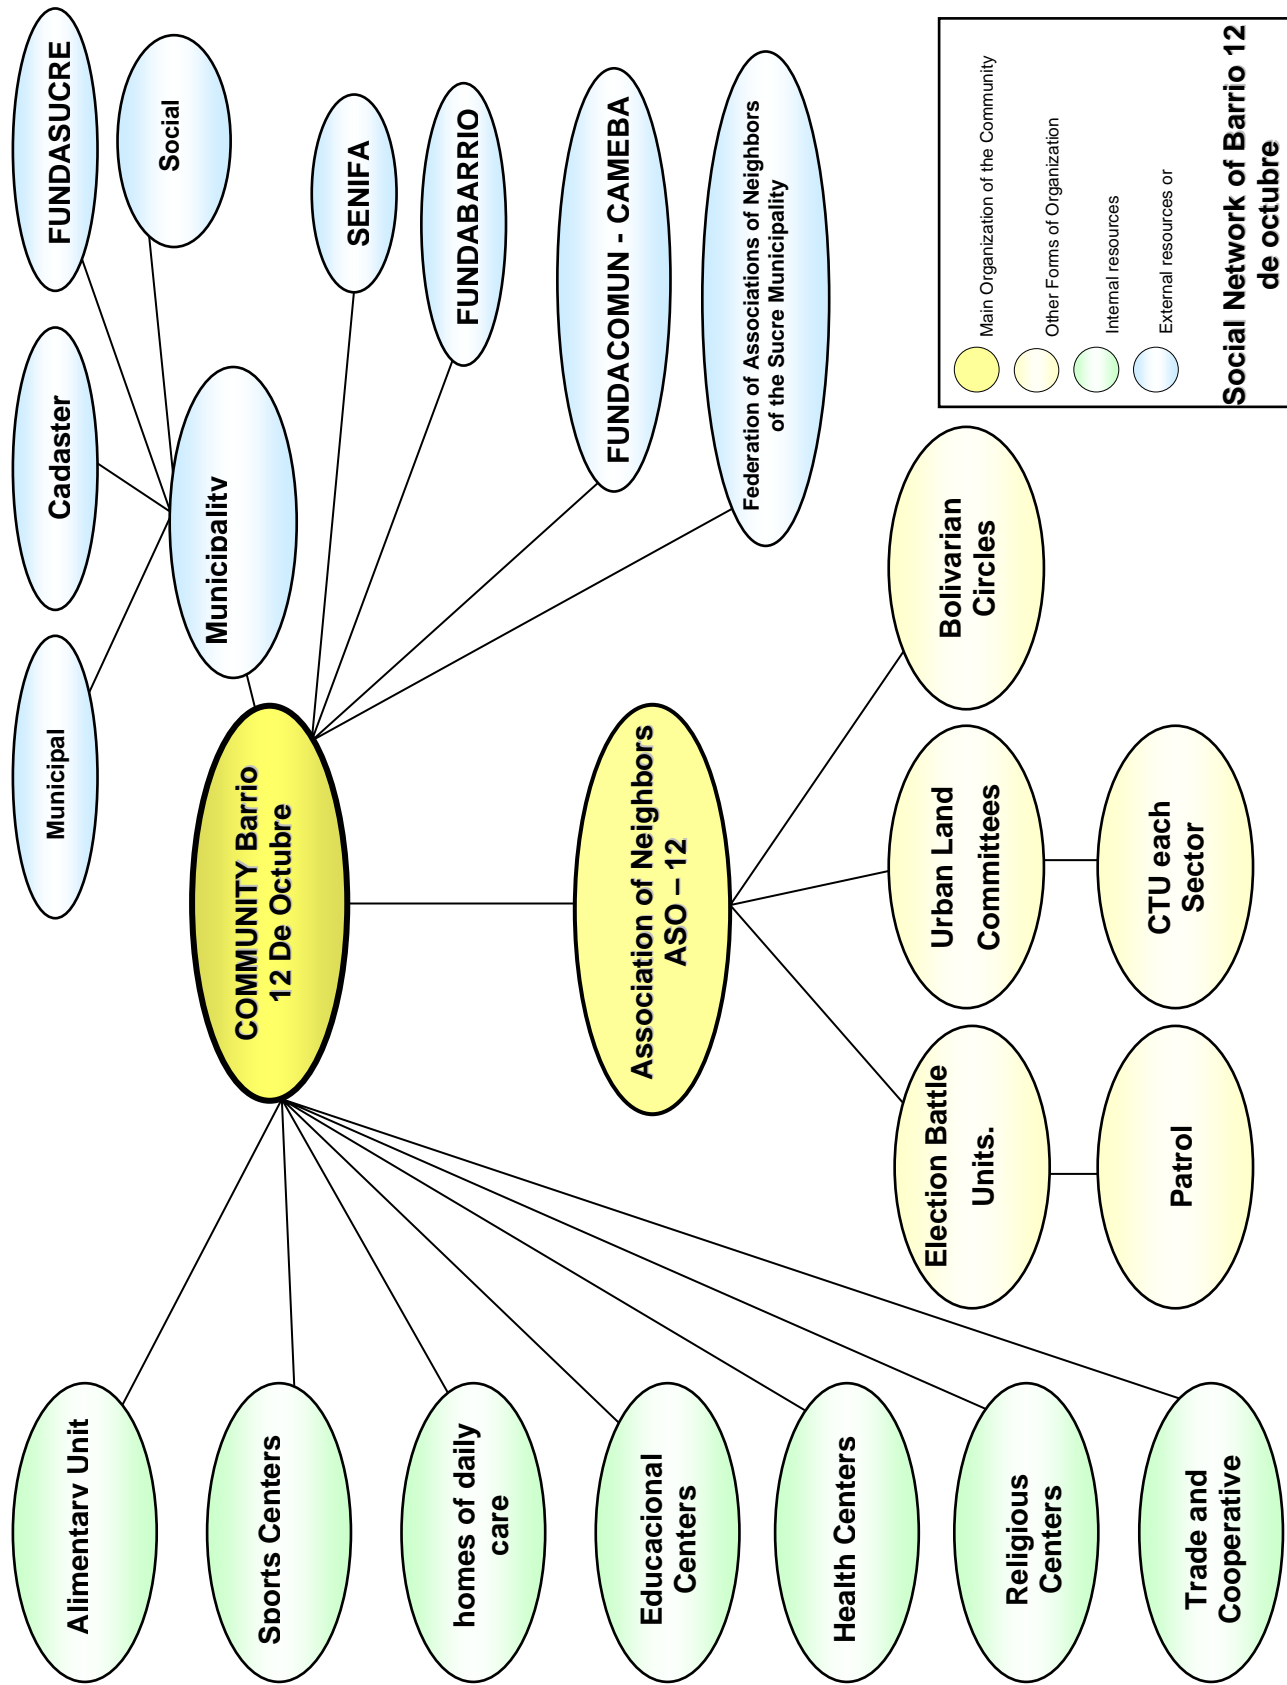 Municipal
Cadaster
FUNDASUCRE
Social
Municipality
SENIFA
FUNDABARRIO
FUNDACOMUN - CAMEBA
Federation of Associations of Neighbors
of the Sucre Municipality
COMMUNITY Barrio
12 De Octubre
Alimentary Unit
Sports Centers
homes of daily
care
Educacional
Centers
Health Centers
Religious
Centers
Trade and
Cooperative
Association of Neighbors
ASO – 12
Election Battle
Units.
Urban Land
Committees
Bolivarian
Circles
Patrol
CTU each
Sector
Main Organization of the Community
Other Forms of Organization
Internal resources
External resources or
Social Network of Barrio 12
de octubre